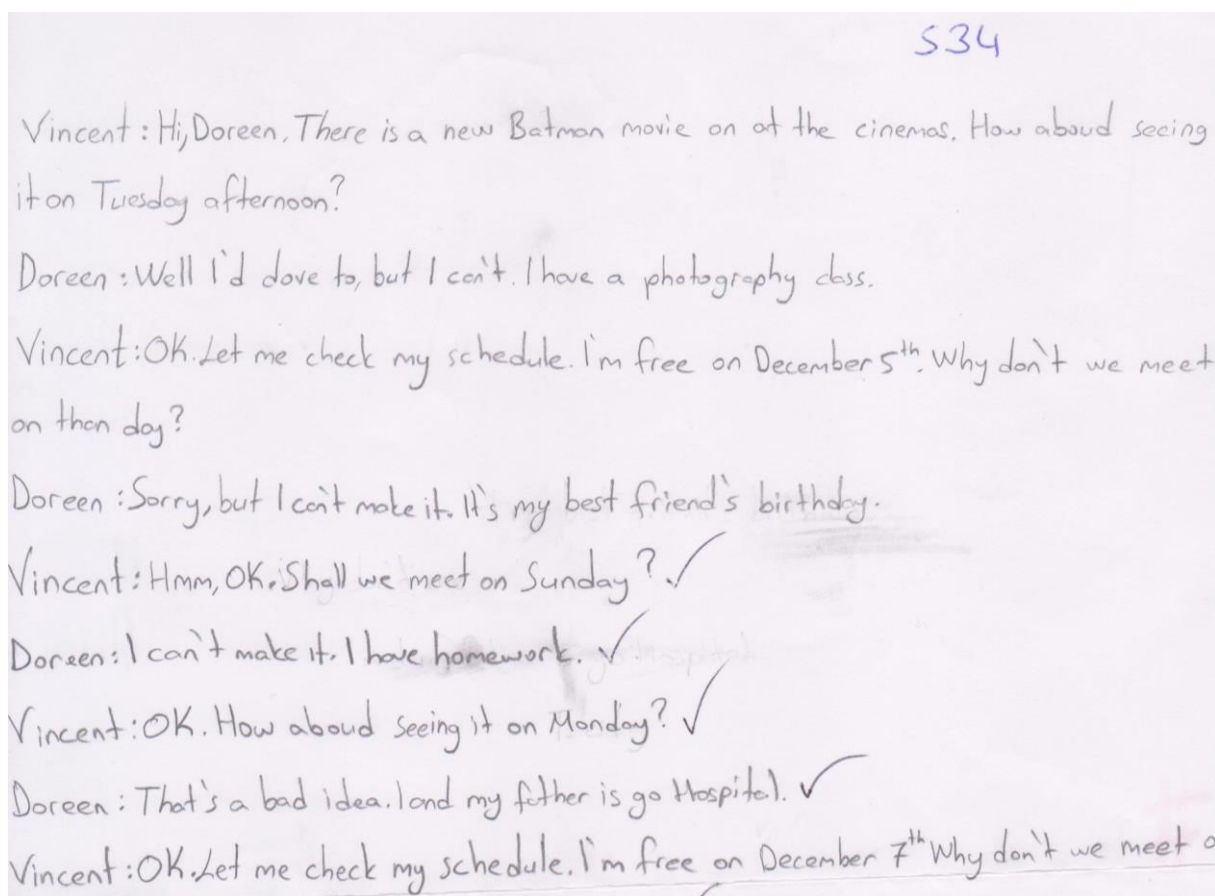 S34
Vincent : Hi, Doreen. There is a new Batman movie on at the cinemas. How aboud seeing
it on Tuesday afternoon?
Doreen : Well I'd dove to, but I can't. I have a photography class.
Vincent : OK. Let me check my schedule. I'm free on December 5th. Why don't we meet
on than day?
Doreen : Sorry, but I can't make it. It's my best friend's birthday.
Vincent : Hmm, OK. Shall we meet on Sunday? ✓
Doreen : I can't make it. I have homework. ✓
Vincent : OK. How aboud seeing it on Monday? ✓
Doreen : That's a bad idea. I and my father is go Hospital. ✓
Vincent : OK. Let me check my schedule. I'm free on December 7th Why don't we meet